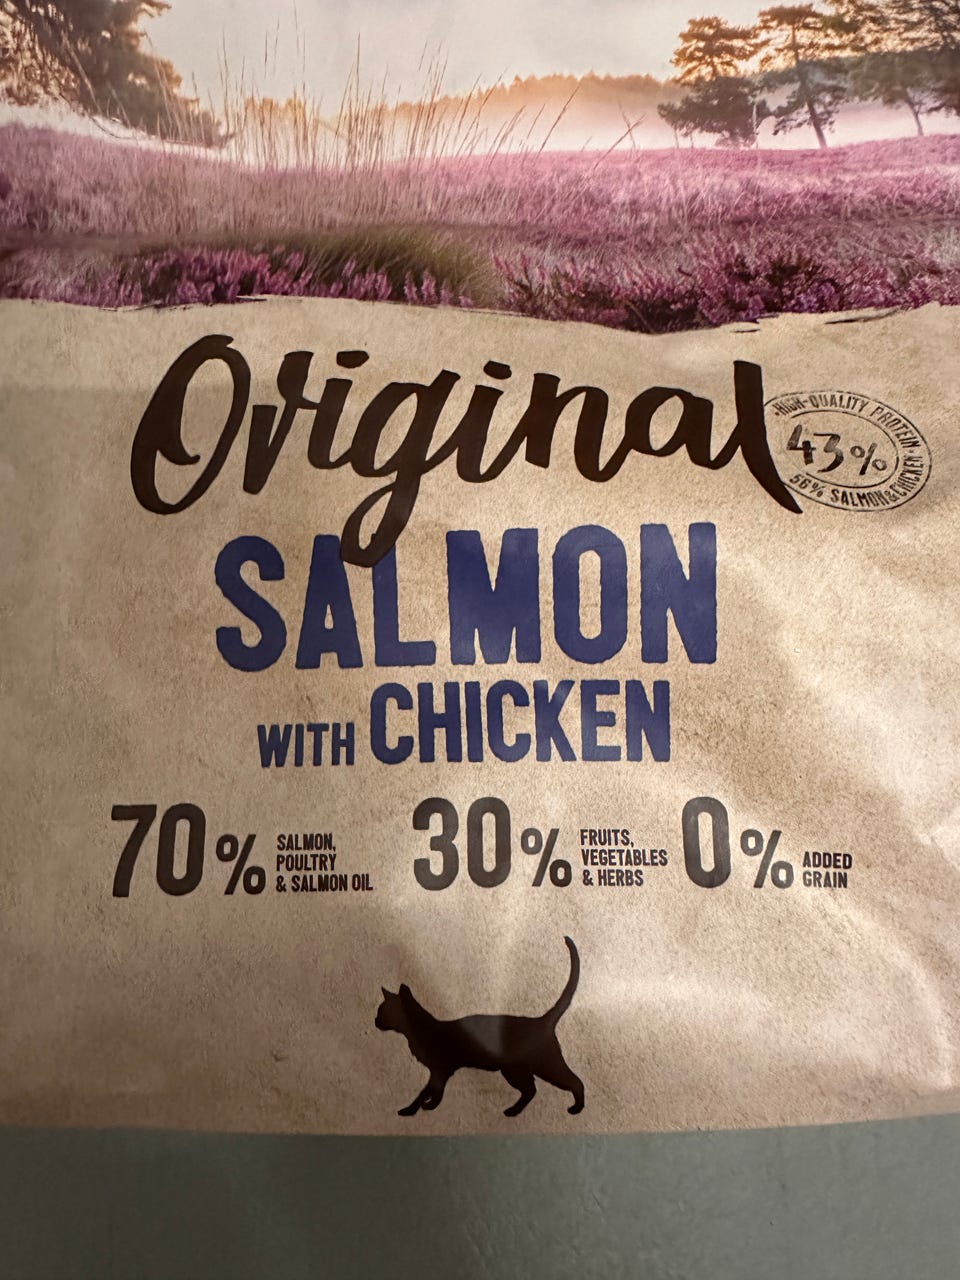 Original
HIGH-QUALITY PROTEIN
43%
56% SALMON & CHICKEN
SALMON
WITH CHICKEN
70% SALMON, POULTRY & SALMON OIL
30% FRUITS, VEGETABLES & HERBS
0% ADDED GRAIN